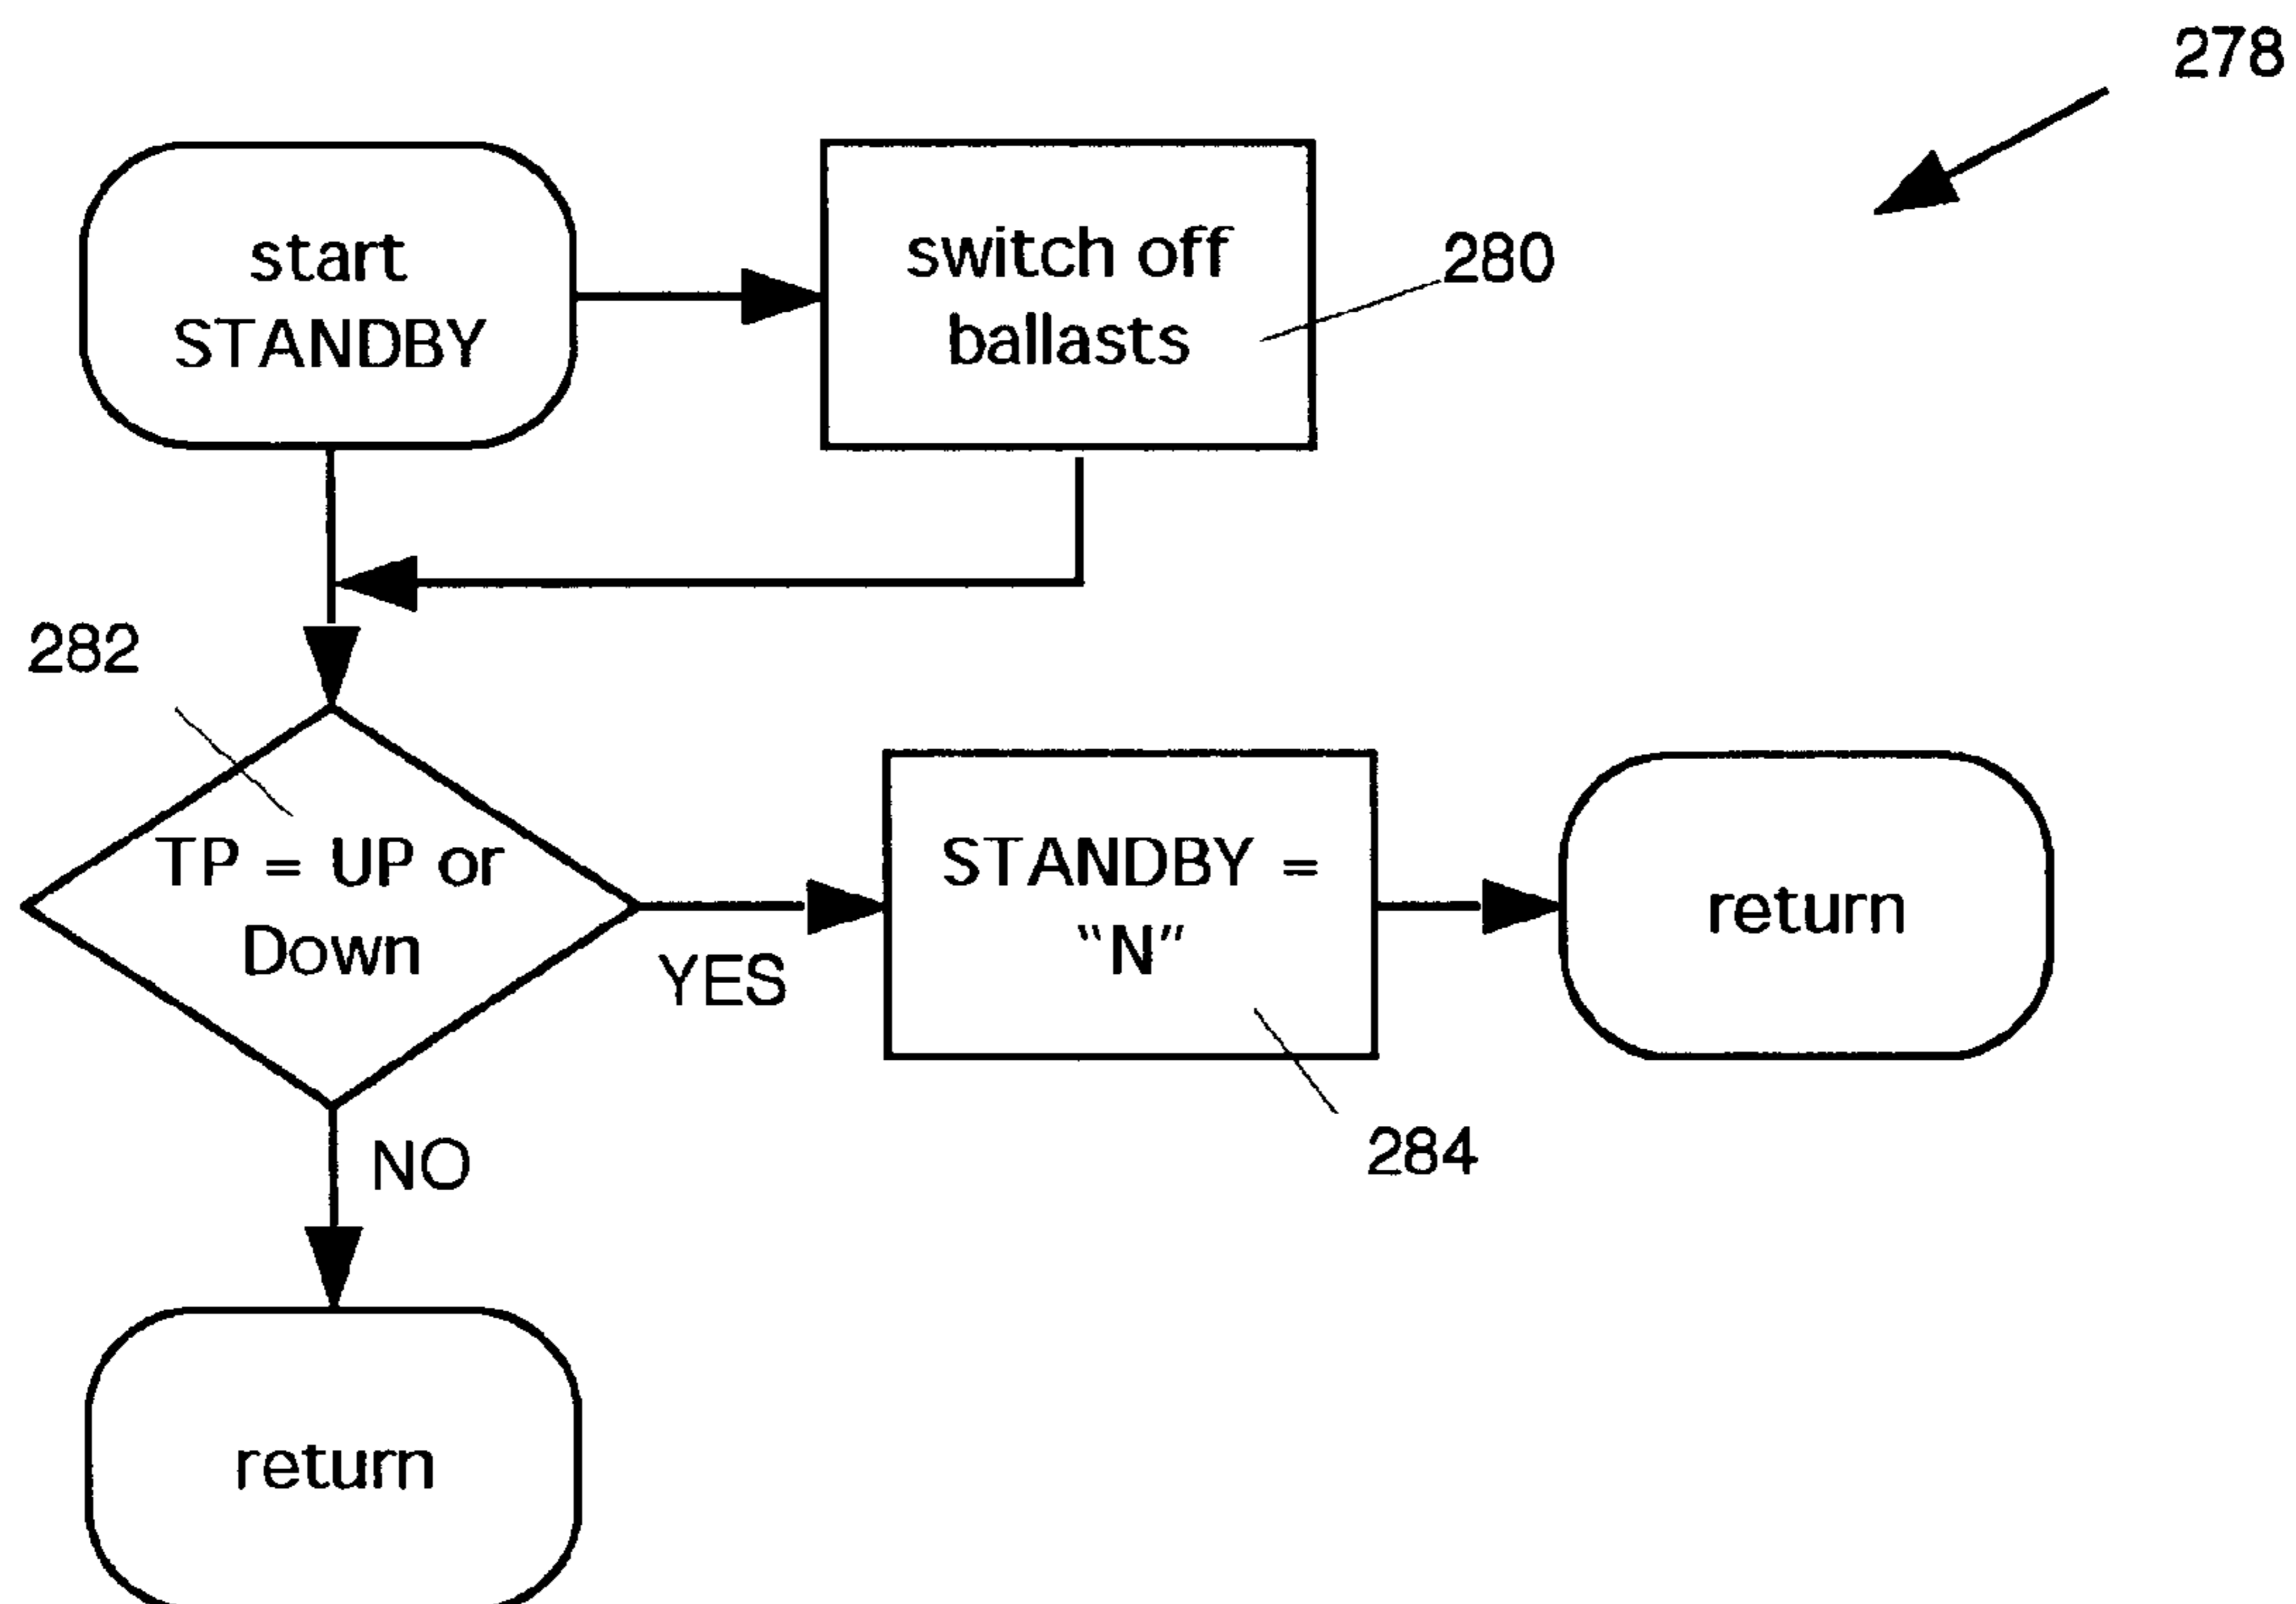 278
start
STANDBY
switch off
ballasts
280
282
TP = UP or
Down
YES
STANDBY =
"N"
return
284
NO
return